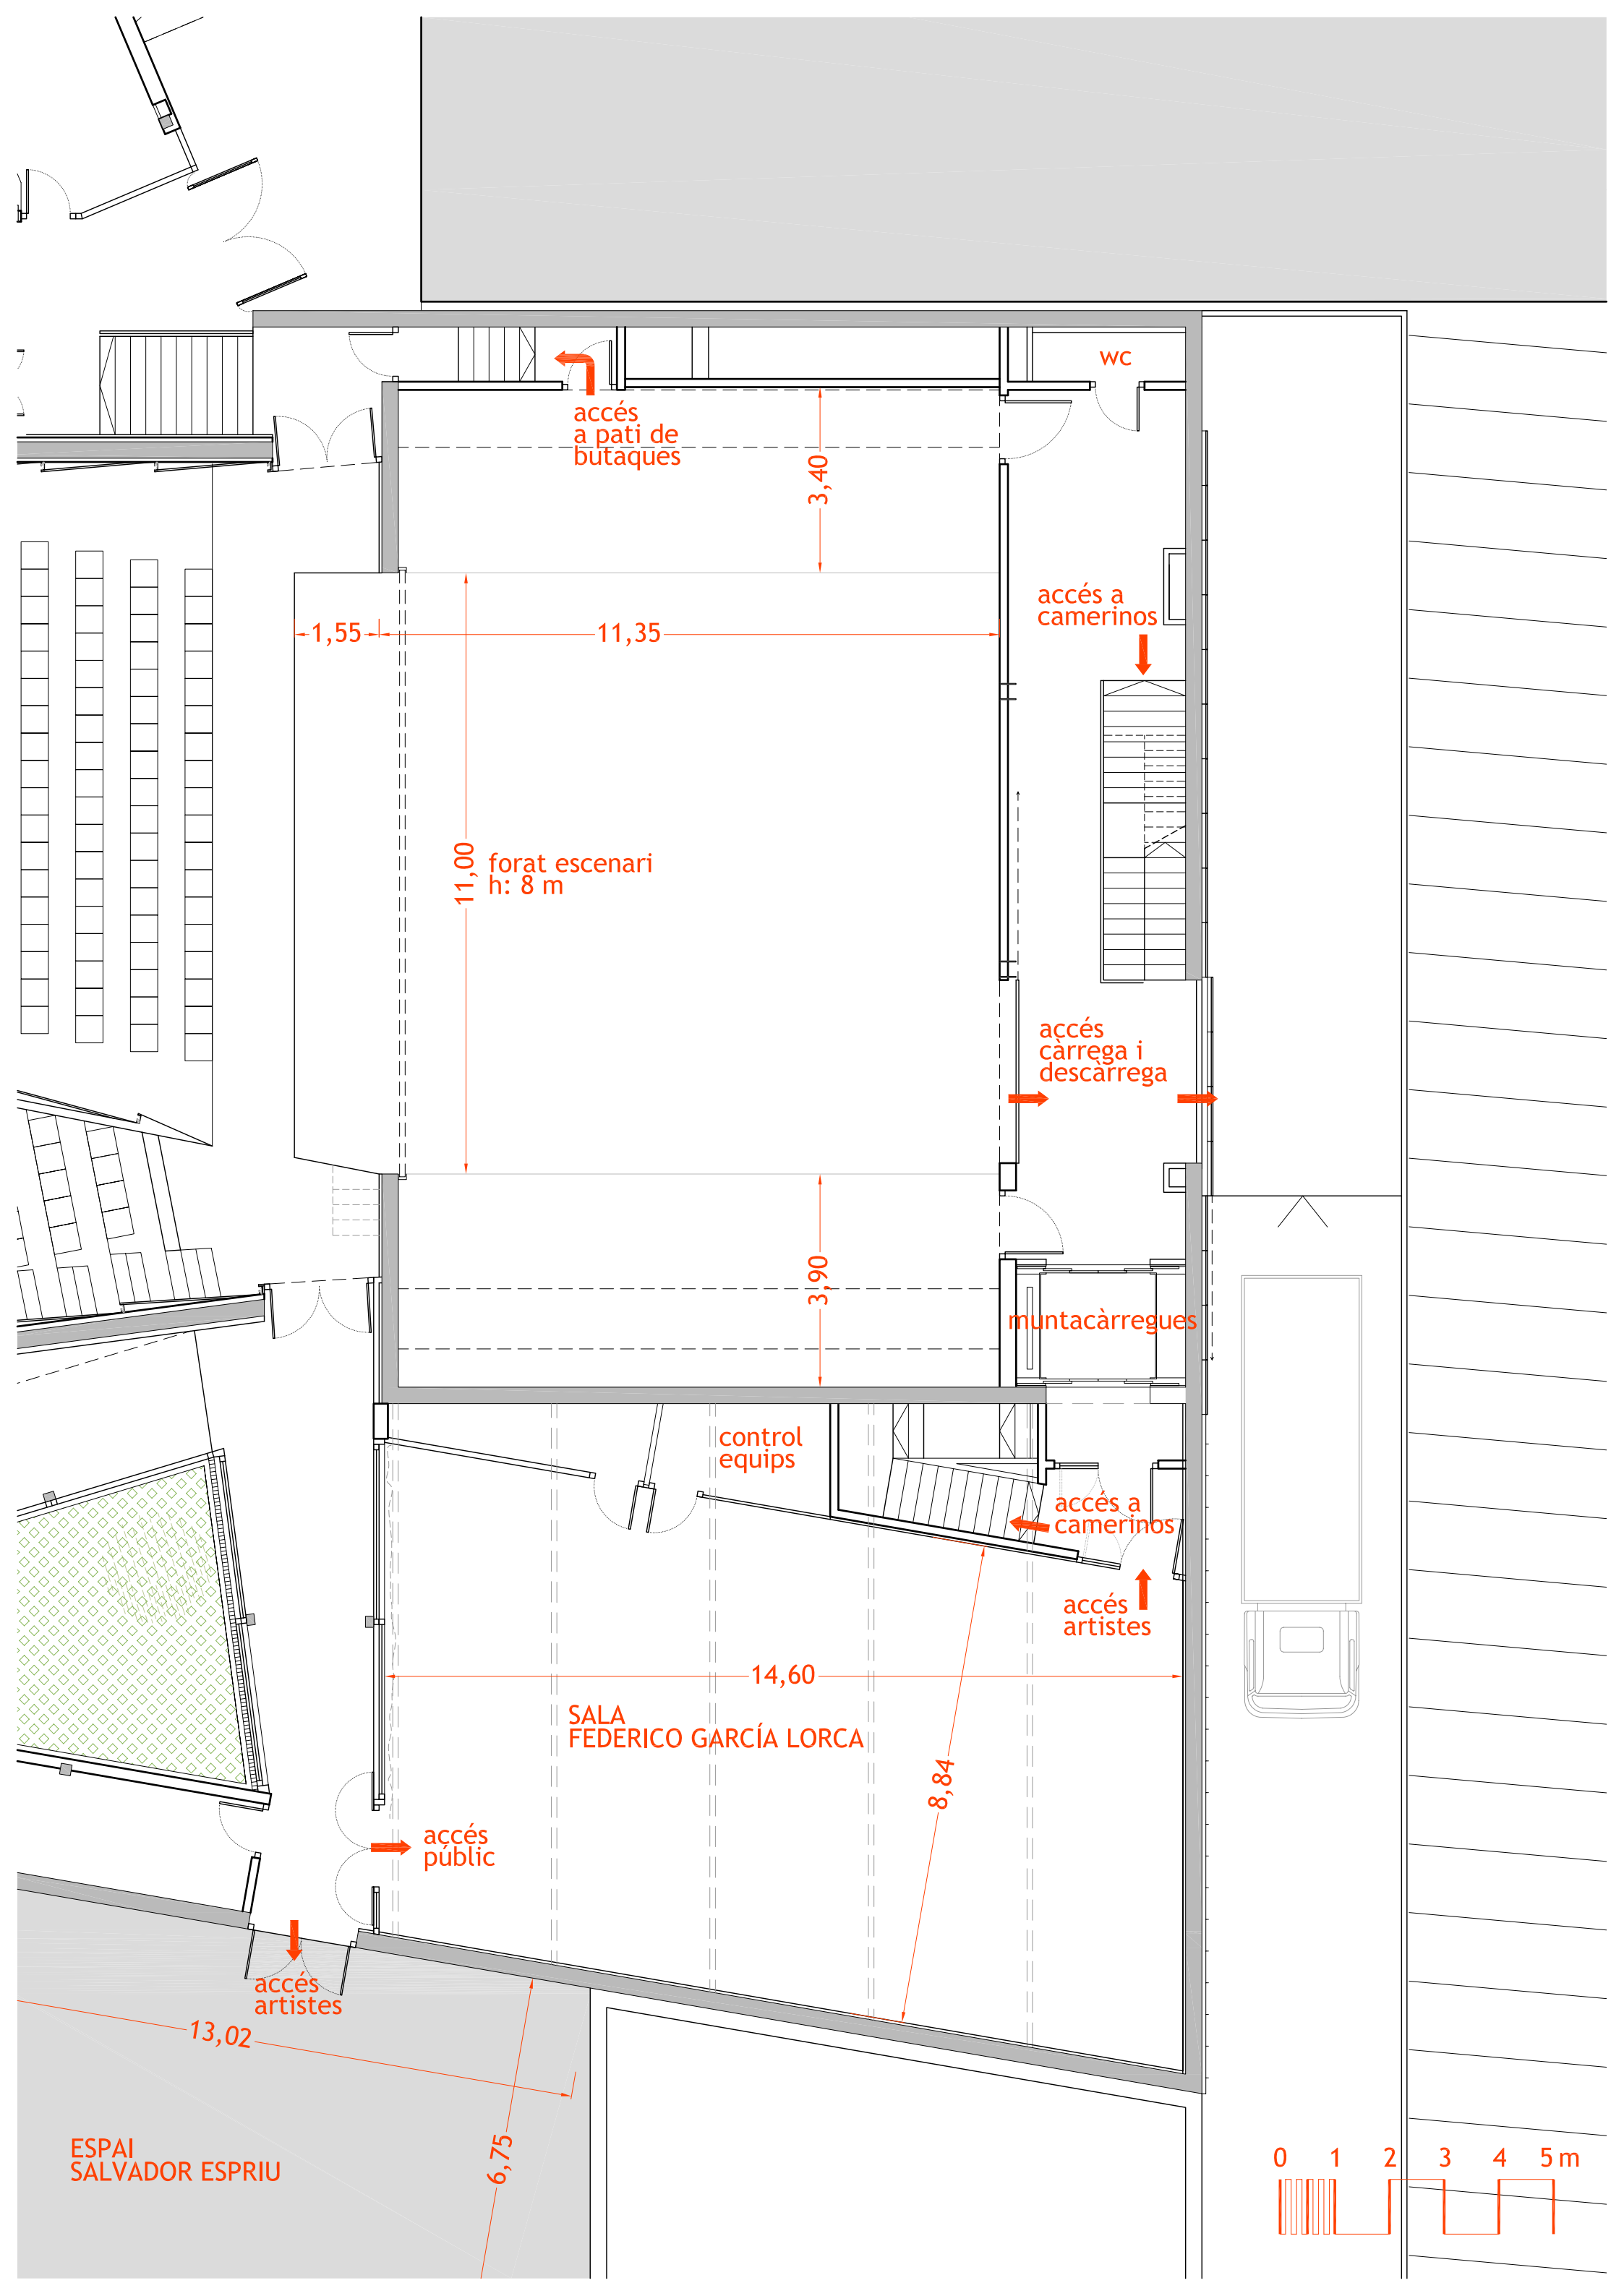 wc
accés
a pati de
butaques
3,40
accés a
camerinos
1,55
11,35
11,00
forat escenari
h: 8 m
accés
càrrega i
descàrrega
3,90
muntacàrregues
control
equips
accés a
camerinos
accés
artistes
14,60
SALA
FEDERICO GARCÍA LORCA
8,84
accés
públic
accés
artistes
13,02
6,75
ESPAI
SALVADOR ESPRIU
0 1 2 3 4 5 m